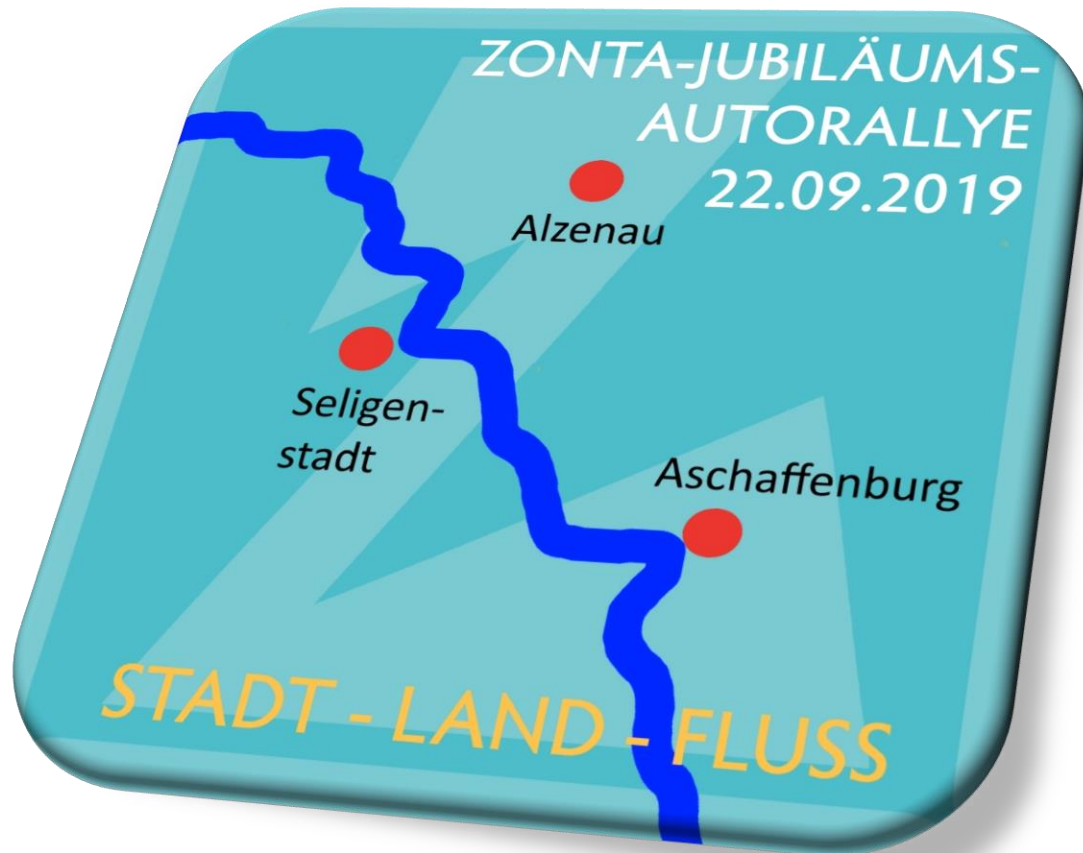 ZONTA-JUBILÄUMS-
AUTORALLYE
22.09.2019
Alzenau
Seligen-
stadt
Aschaffenburg
STADT - LAND - FLUSS